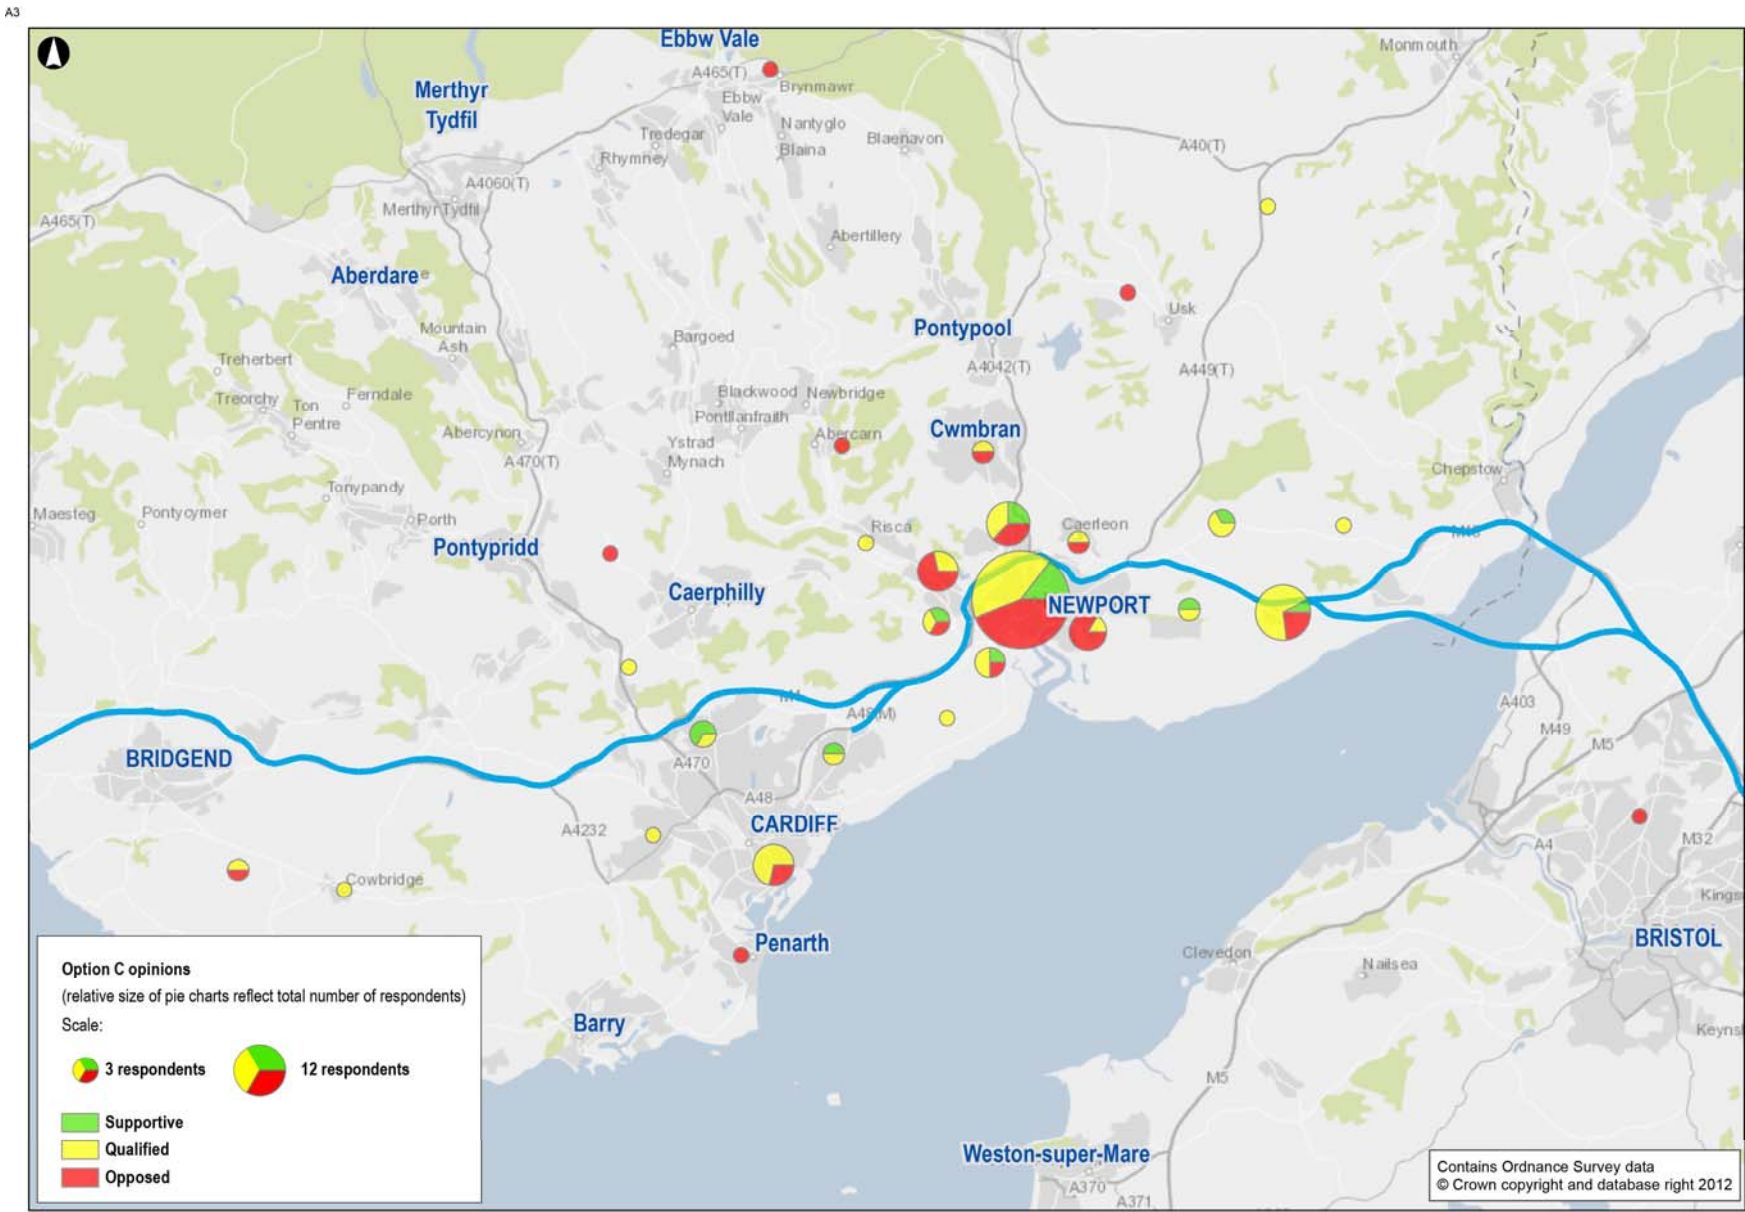 A3
Ebbw Vale
Monmouth
A465(T)
Brynmawr
Merthyr
Tydfil
Ebbw
Vale
Nantyglo
Tredegar
Blaenavon
Blaina
Rhymney
A40(T)
A4060(T)
Merthyr Tydfil
A465(T)
Abertillery
Aberdare
Usk
Pontypool
Mountain
Ash
Bargoed
Treherbert
A4042(T)
A449(T)
Blackwood
Newbridge
Ferndale
Treorchy
Ton
Pentre
Pontllanfraith
Abercynon
Abercarn
Cwmbran
Ystrad
Mynach
A470(T)
Chepstow
Tonypandy
Maesteg
Pontycymer
Porth
Risca
Caerleon
Pontypridd
Caerphilly
NEWPORT
M4
A48(M)
A403
M49
M5
BRIDGEND
A470
A48
CARDIFF
A4232
M32
A4
Cowbridge
Kings
Penarth
BRISTOL
Clevedon
Nailsea
Barry
Keynsh
M5
Weston-super-Mare
A370
A371
Option C opinions
(relative size of pie charts reflect total number of respondents)
Scale:
3 respondents
12 respondents
Supportive
Qualified
Opposed
Contains Ordnance Survey data
© Crown copyright and database right 2012